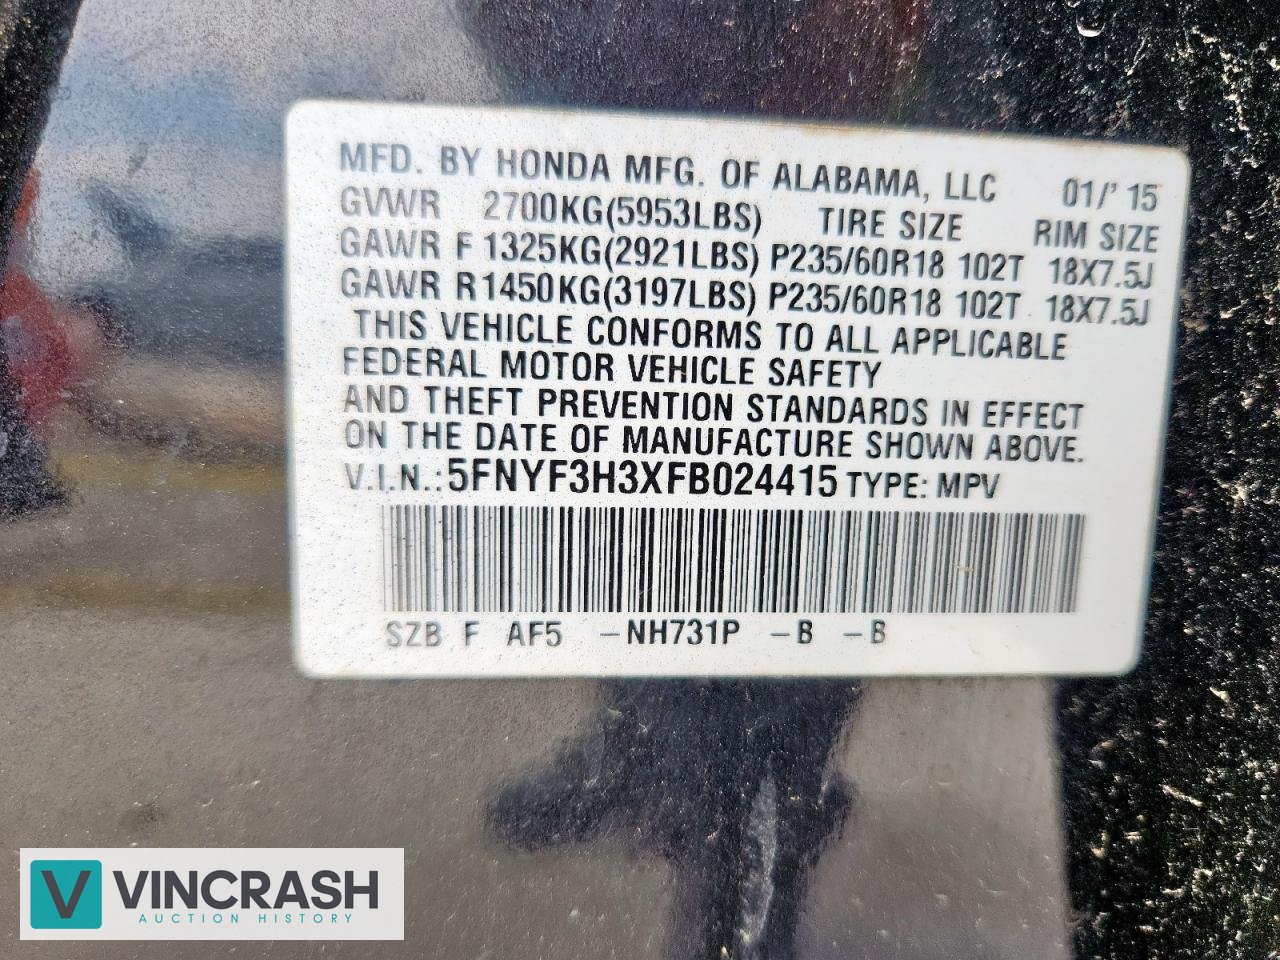 MFD. BY HONDA MFG. OF ALABAMA, LLC 01/' 15
GVWR 2700KG(5953LBS) TIRE SIZE RIM SIZE
GAWR F 1325KG(2921LBS) P235/60R18 102T 18X7.5J
GAWR R1450KG(3197LBS) P235/60R18 102T 18X7.5J
THIS VEHICLE CONFORMS TO ALL APPLICABLE
FEDERAL MOTOR VEHICLE SAFETY
AND THEFT PREVENTION STANDARDS IN EFFECT
ON THE DATE OF MANUFACTURE SHOWN ABOVE.
V.I.N.: 5FNYF3H3XFB024415 TYPE: MPV
SZB F AF5 -NH731P -B -B
V VINCRASH
AUCTION HISTORY